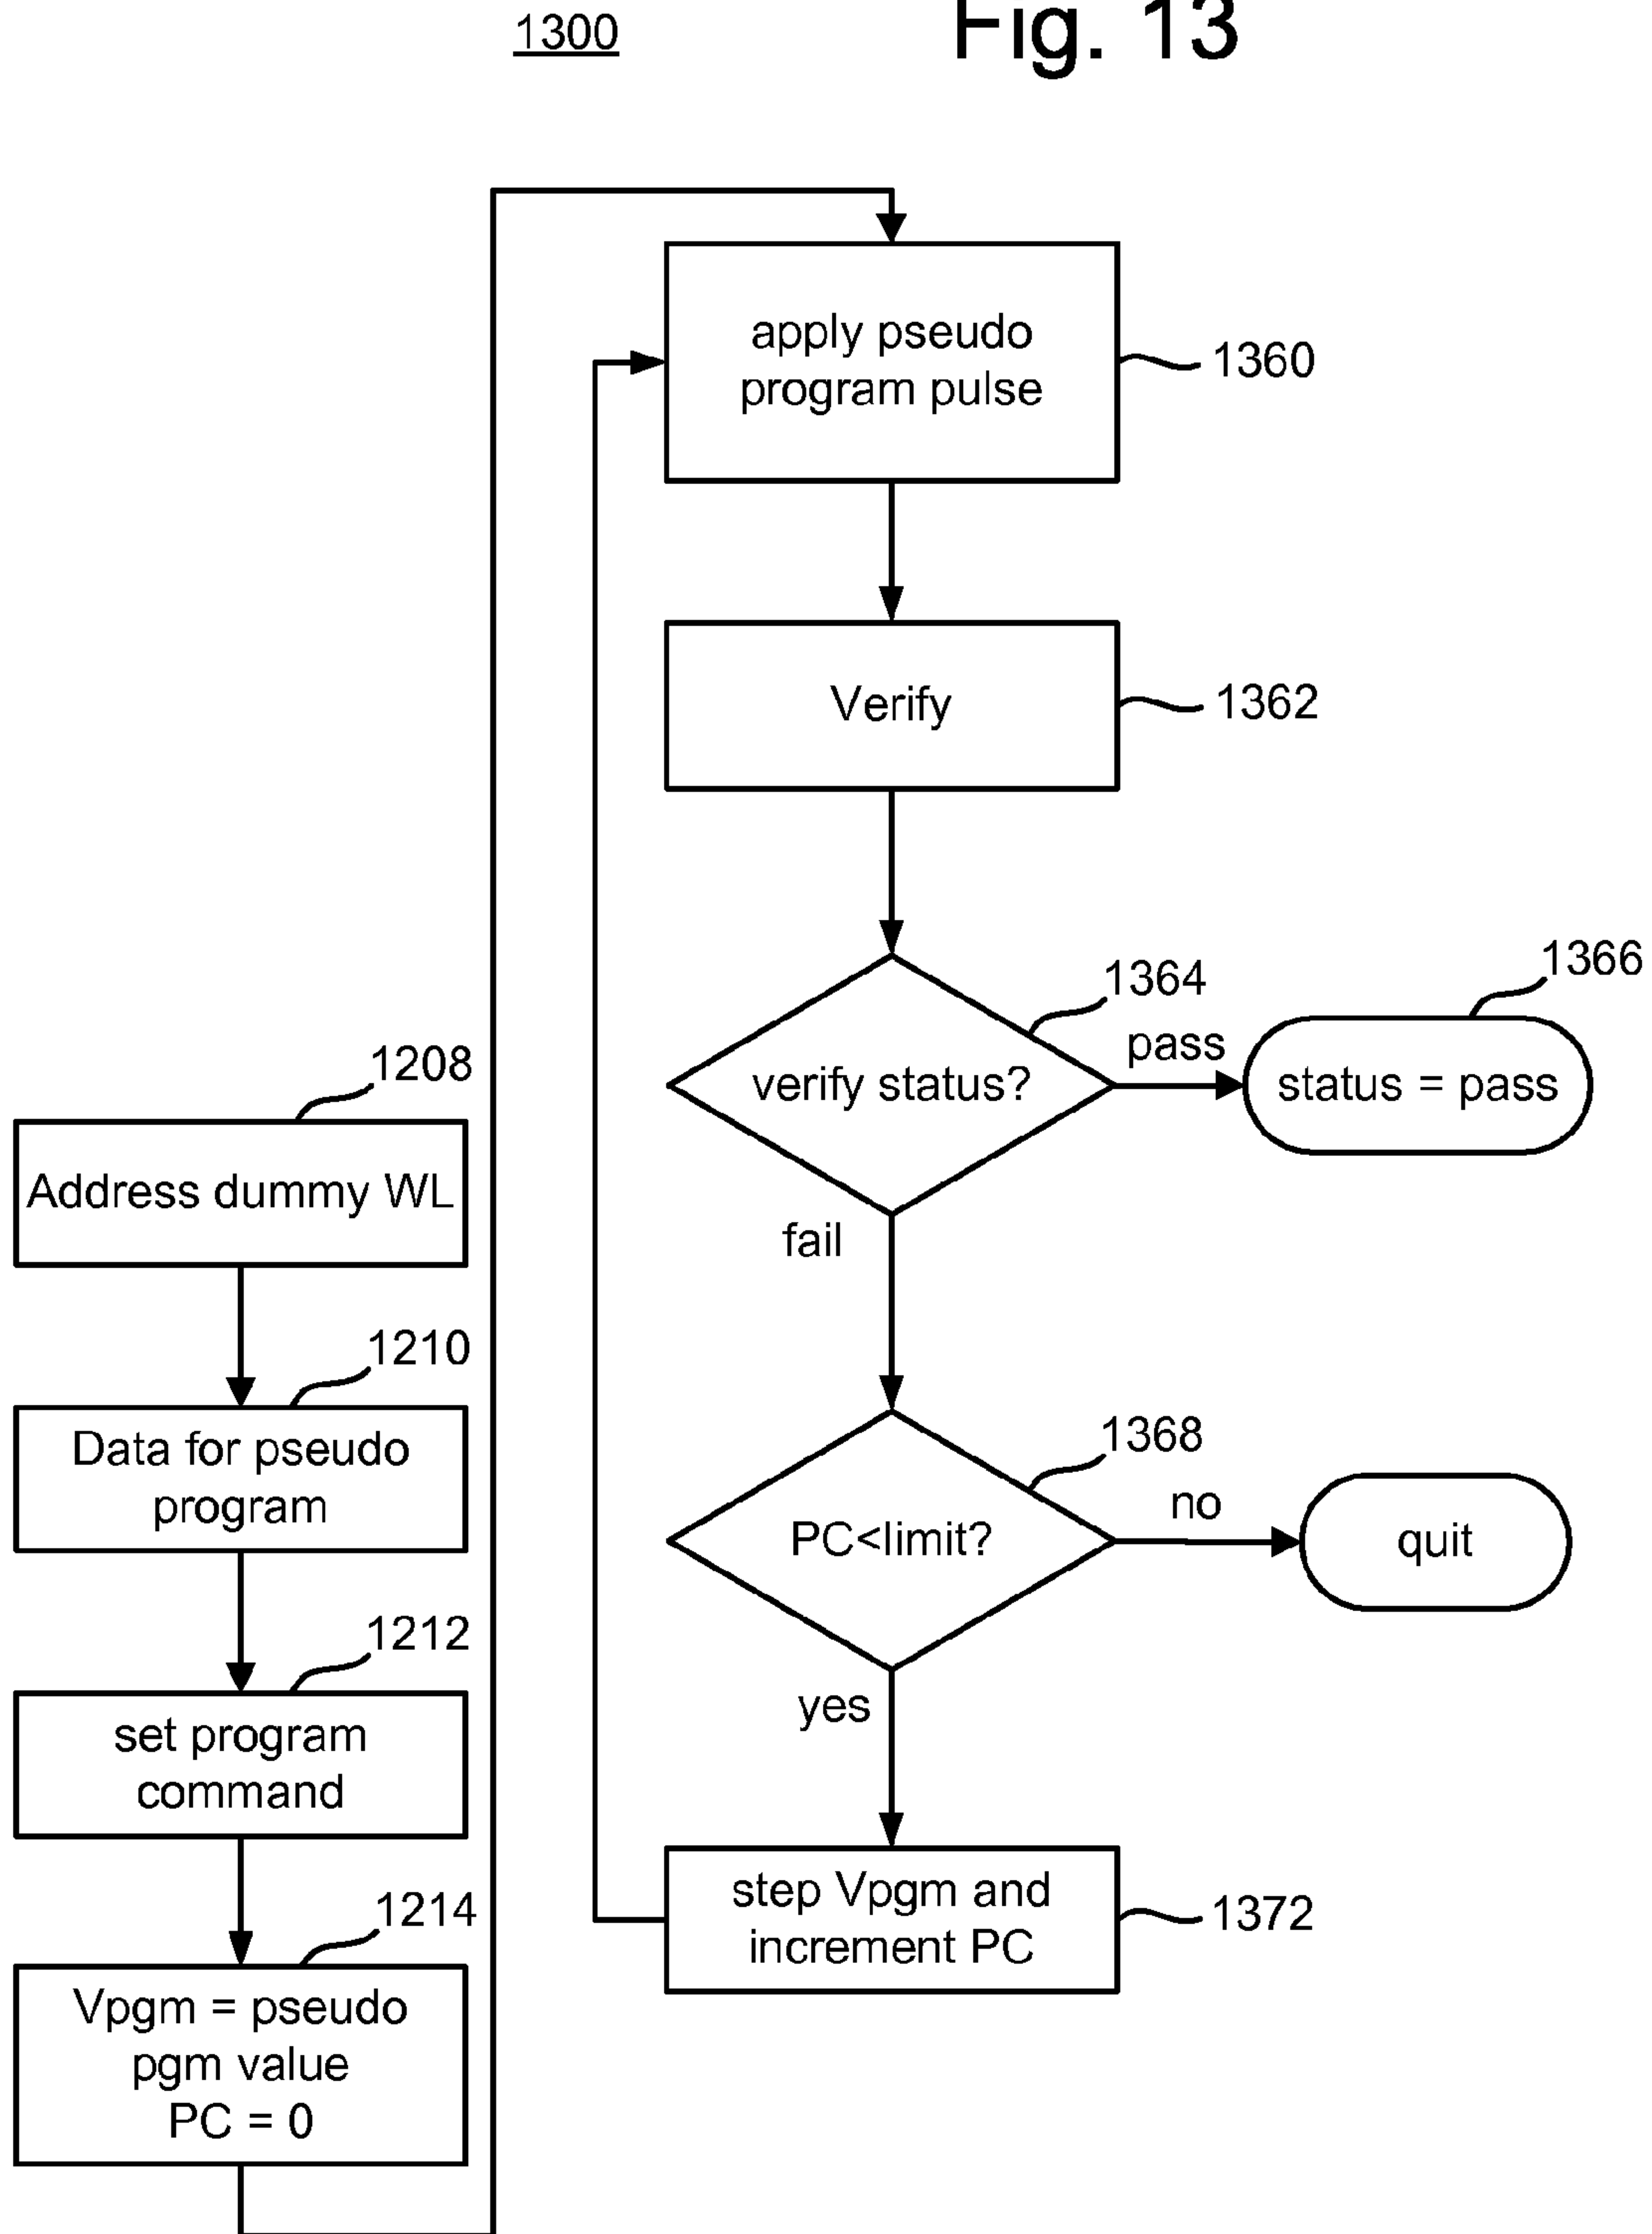 1300
Fig. 13
apply pseudo
program pulse
1360
Verify
1362
1364
verify status?
pass
1366
status = pass
fail
1208
Address dummy WL
1210
Data for pseudo
program
1212
set program
command
1214
Vpgm = pseudo
pgm value
PC = 0
1368
PC<limit?
no
quit
yes
step Vpgm and
increment PC
1372